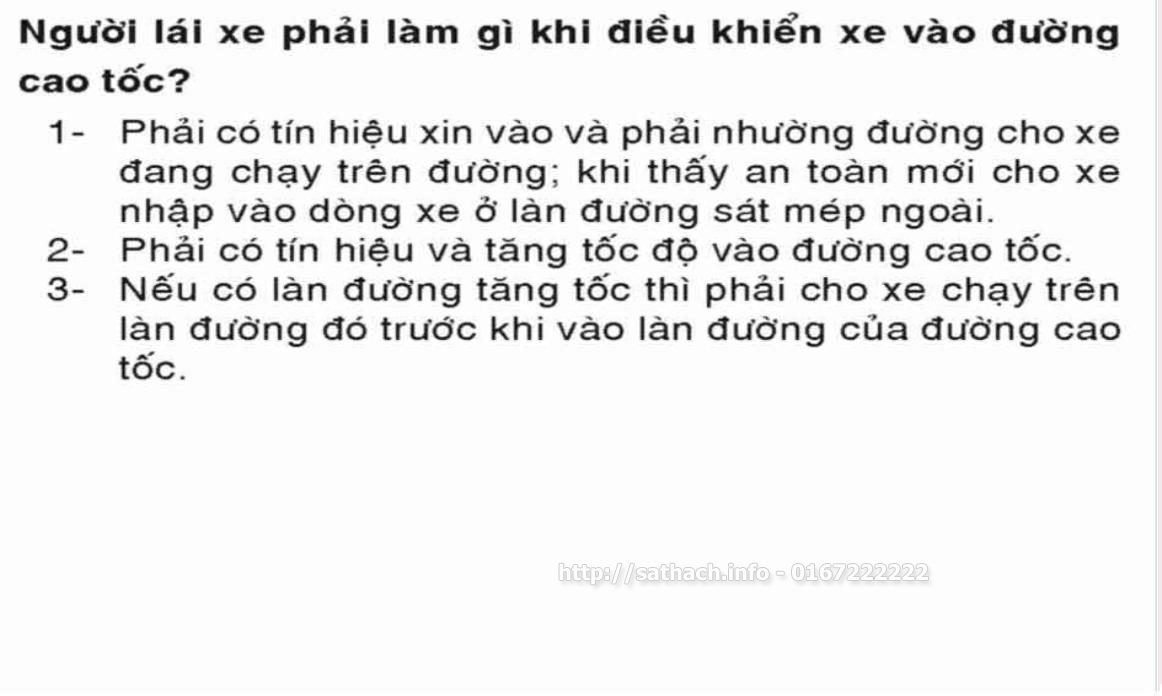 Người lái xe phải làm gì khi điều khiển xe vào đường
cao tốc?
1- Phải có tín hiệu xin vào và phải nhường đường cho xe
đang chạy trên đường; khi thấy an toàn mới cho xe
nhập vào dòng xe ở làn đường sát mép ngoài.
2- Phải có tín hiệu và tăng tốc độ vào đường cao tốc.
3- Nếu có làn đường tăng tốc thì phải cho xe chạy trên
làn đường đó trước khi vào làn đường của đường cao
tốc.
http://sathach.info - 0167222222